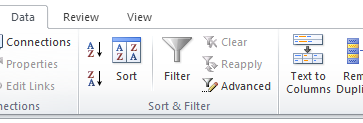 Data Review View
Connections
Properties
Edit Links
nections
A
Z
Z
A
A Z
Z A
Sort
Filter
Clear
Reapply
Advanced
Sort & Filter
Text to
Columns
Rem
Dupli